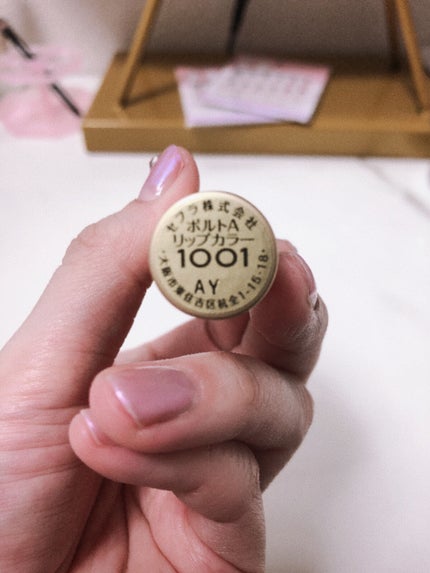 セフラ株式会社
ポルトA
リップカラー
1001
AY
・大阪市東住吉区杭全1-15-18・